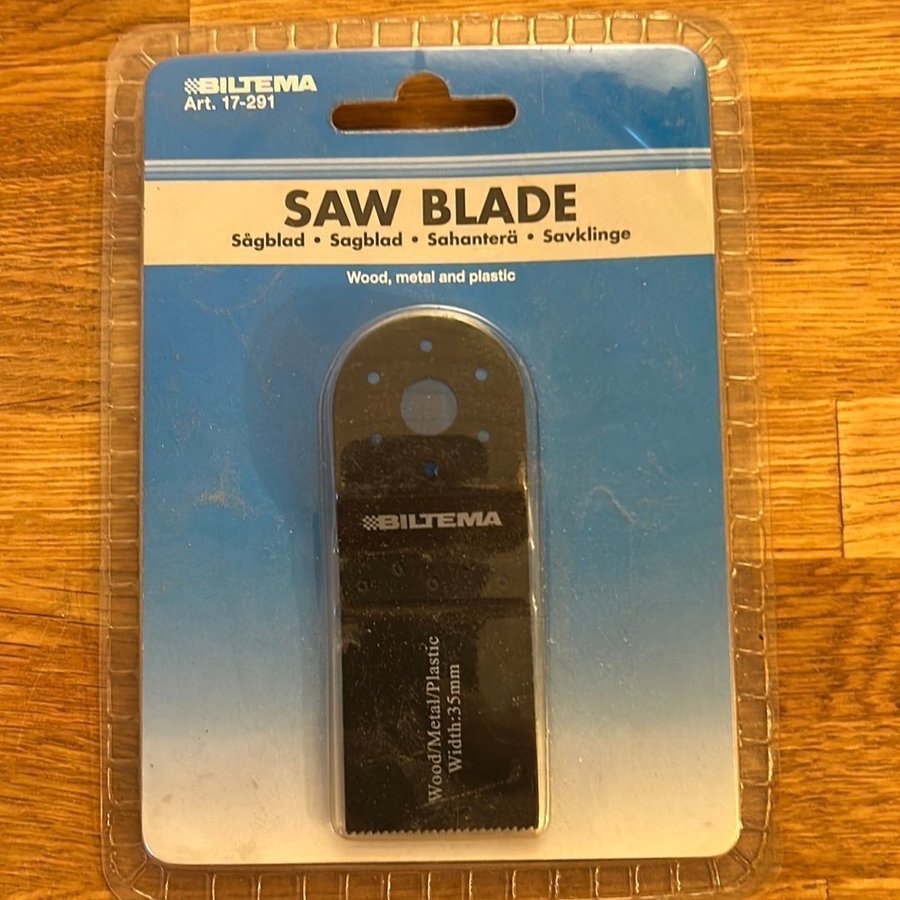 BILTEMA
Art. 17-291
SAW BLADE
Sågblad • Sagblad • Sahanterä • Savklinge
Wood, metal and plastic
BILTEMA
Wood/Metal/Plastic
Width:35mm